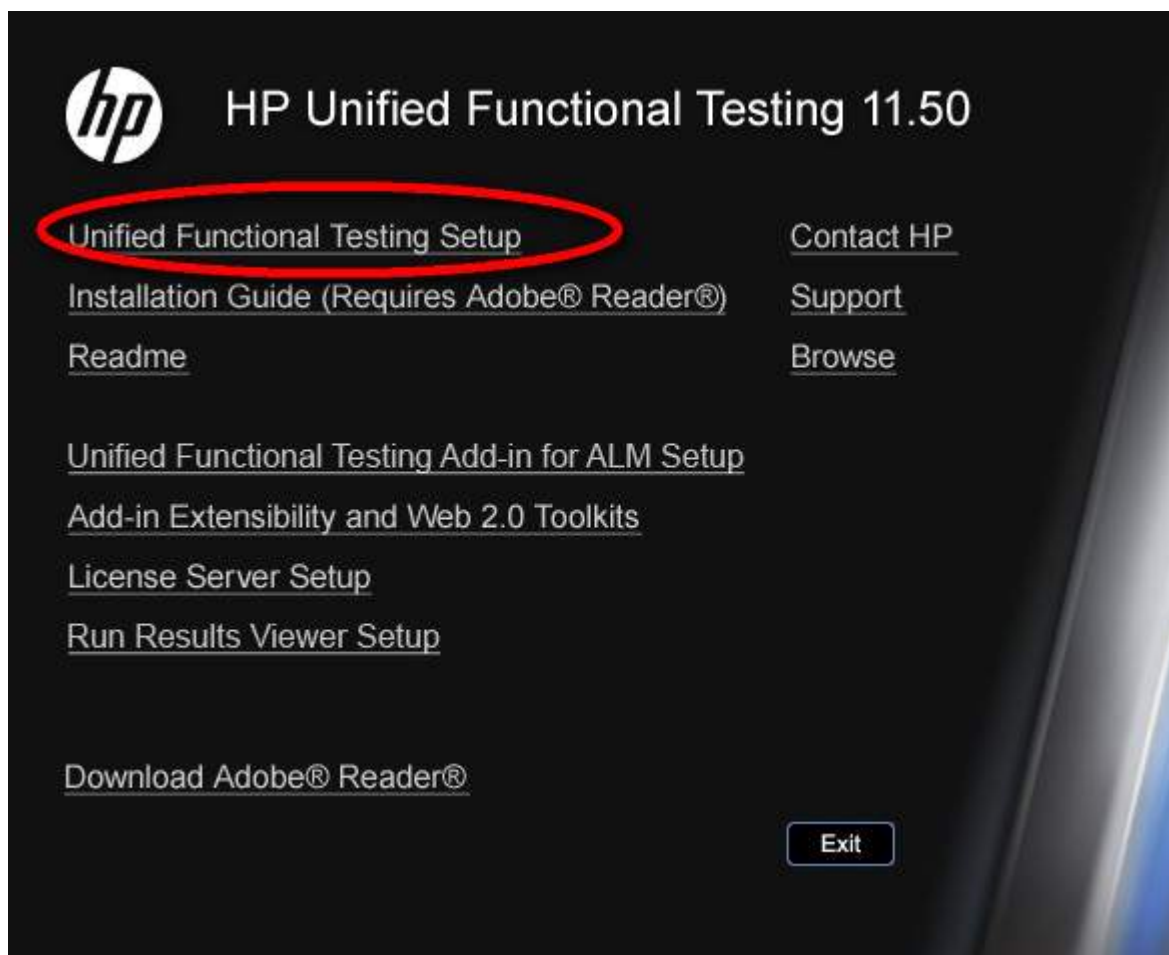 hp HP Unified Functional Testing 11.50
Unified Functional Testing Setup
Contact HP
Installation Guide (Requires Adobe® Reader®)
Support
Readme
Browse
Unified Functional Testing Add-in for ALM Setup
Add-in Extensibility and Web 2.0 Toolkits
License Server Setup
Run Results Viewer Setup
Download Adobe® Reader®
Exit